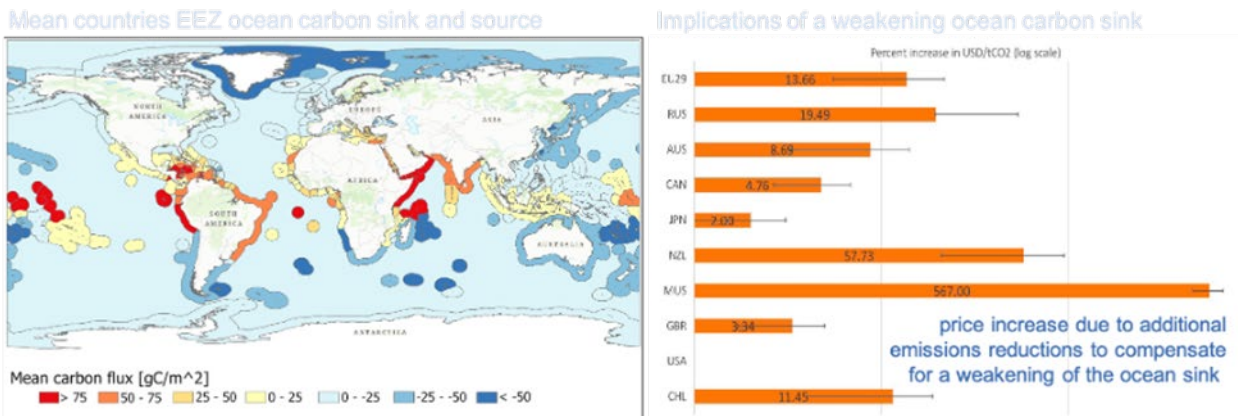 Mean countries EEZ ocean carbon sink and source
NORTH
AMERICA
EUROPE
ASIA
AFRICA
SOUTH
AMERICA
AUSTRALIA
ANTARCTICA
Mean carbon flux [gC/m^2]
> 75 50 - 75 25 - 50 0 - 25 0 - -25 -25 - -50 < -50
Implications of a weakening ocean carbon sink
Percent increase in USD/tCO2 (log scale)
EU29 13.66
RUS 19.49
AUS 8.69
CAN 4.76
JPN 2.00
NZL 57.73
MUS 567.00
GBR 3.34
USA
CHL 11.45
price increase due to additional
emissions reductions to compensate
for a weakening of the ocean sink